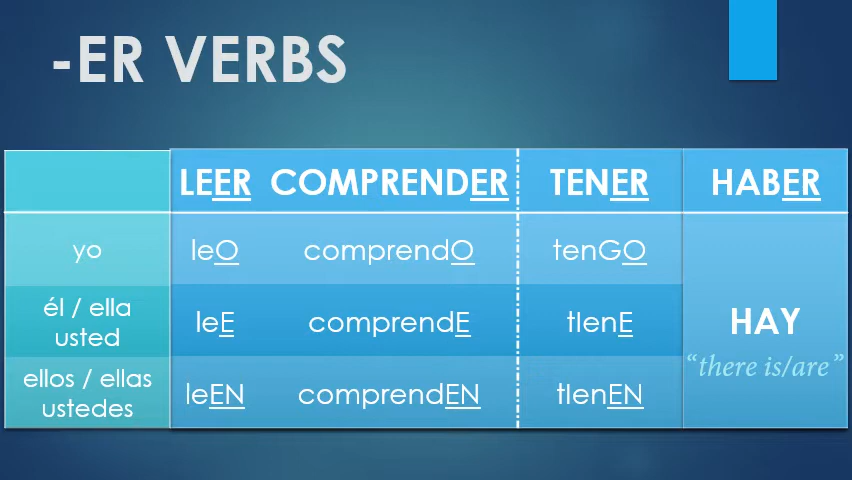 -ER VERBS
LEER COMPRENDER TENER HABER
yo leO comprendO tenGO
él / ella
usted leE comprendE tIenE
HAY
"there is/are"
ellos / ellas
ustedes leEN comprendEN tIenEN